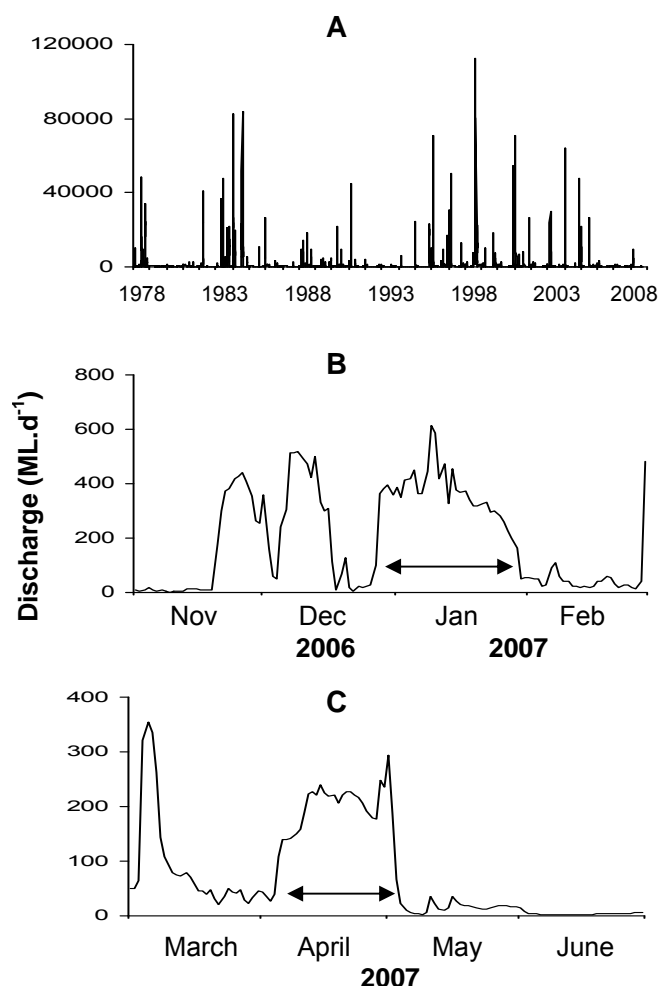 A
120000
80000
40000
0
1978 1983 1988 1993 1998 2003 2008
B
800
600
400
200
0
Nov Dec Jan Feb
2006 2007
Discharge (ML.d⁻¹)
C
400
300
200
100
0
March April May June
2007